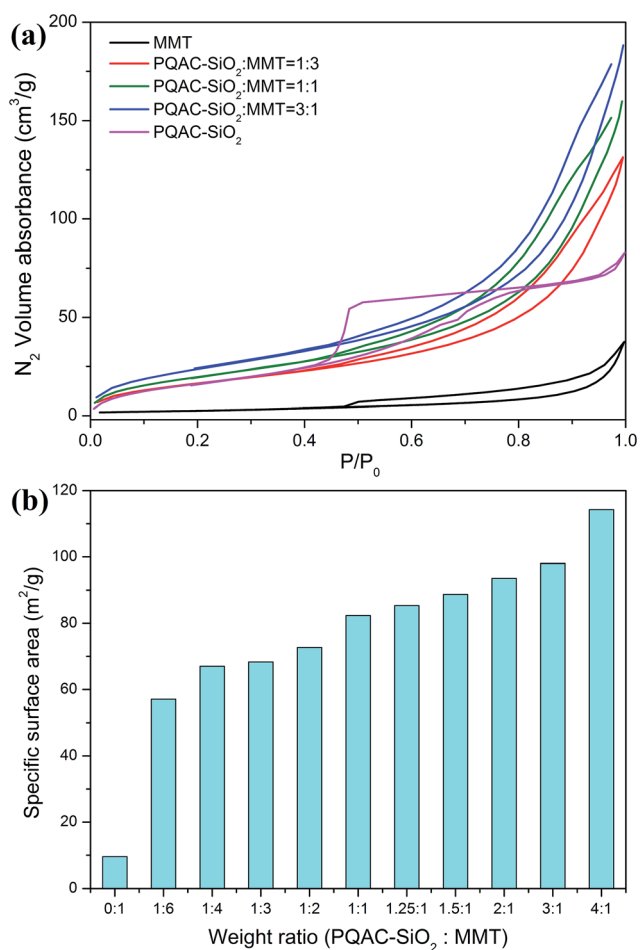 (a)
200
150
100
50
0
N₂ Volume absorbance (cm³/g)
MMT
PQAC-SiO₂:MMT=1:3
PQAC-SiO₂:MMT=1:1
PQAC-SiO₂:MMT=3:1
PQAC-SiO₂
0.0 0.2 0.4 0.6 0.8 1.0
P/P₀
(b)
120
100
80
60
40
20
0
Specific surface area (m²/g)
0:1 1:6 1:4 1:3 1:2 1:1 1.25:1 1.5:1 2:1 3:1 4:1
Weight ratio (PQAC-SiO₂ : MMT)